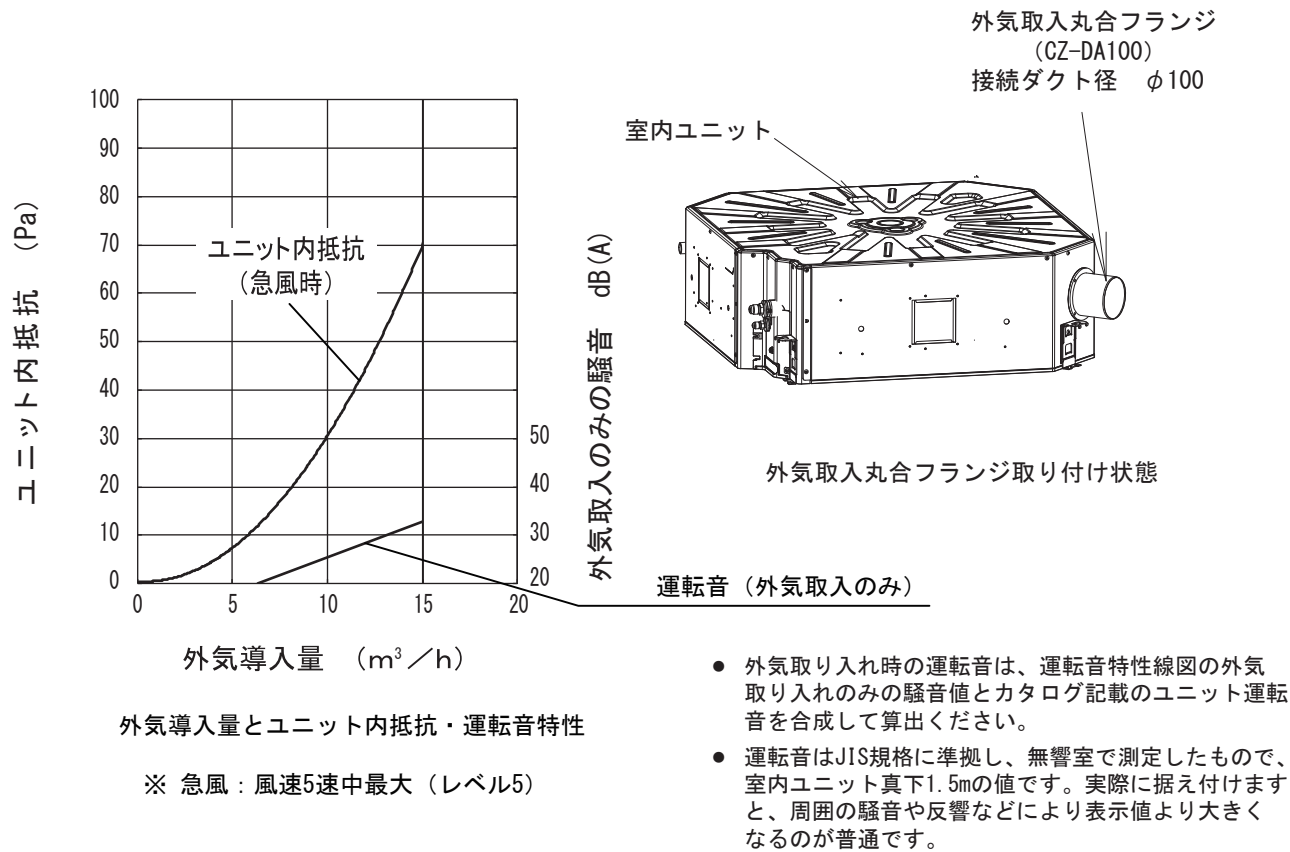 外気取入丸合フランジ
(CZ-DA100)
接続ダクト径 φ100
室内ユニット
外気取入丸合フランジ取り付け状態
ユニット内抵抗 (Pa)
100
90
80
70
60
50
40
30
20
10
0
ユニット内抵抗
(急風時)
50
40
30
20
外気取入のみの騒音 dB(A)
0
5
10
15
20
運転音(外気取入のみ)
外気導入量 (m³/h)
外気導入量とユニット内抵抗・運転音特性
※ 急風:風速5速中最大(レベル5)
● 外気取り入れ時の運転音は、運転音特性線図の外気
取り入れのみの騒音値とカタログ記載のユニット運転
音を合成して算出ください。
● 運転音はJIS規格に準拠し、無響室で測定したもので、
室内ユニット真下1.5mの値です。実際に据え付けます
と、周囲の騒音や反響などにより表示値より大きく
なるのが普通です。